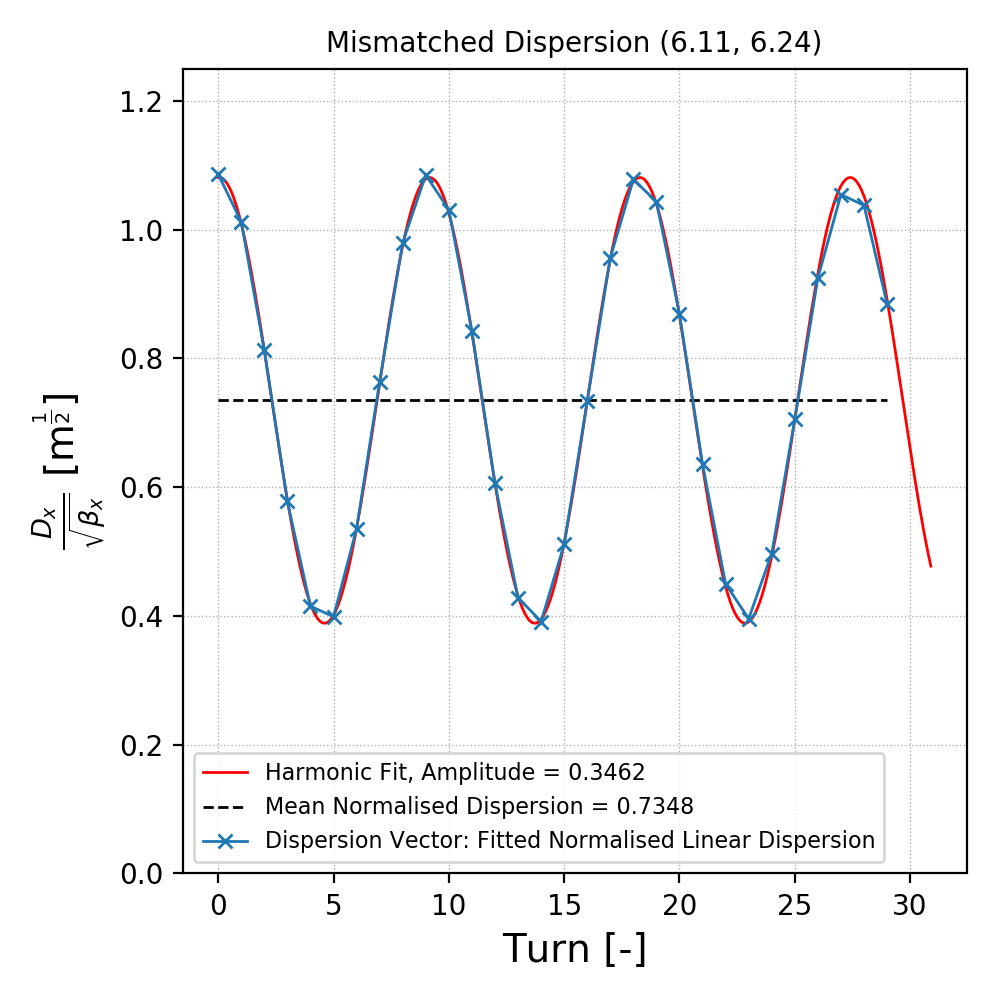 Mismatched Dispersion (6.11, 6.24)
1.2
1.0
0.8
0.6
0.4
0.2
0.0
D_x/√β_x [m^{1/2}]
Harmonic Fit, Amplitude = 0.3462
Mean Normalised Dispersion = 0.7348
Dispersion Vector: Fitted Normalised Linear Dispersion
0 5 10 15 20 25 30
Turn [-]